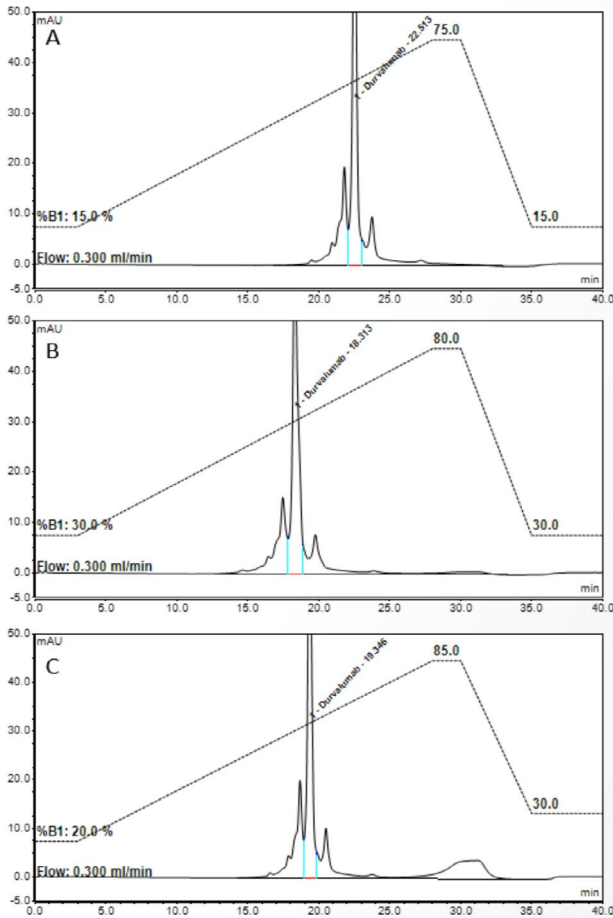 50.0
mAU
A
75.0
1 - Durvalumab - 22.513
40.0
30.0
20.0
10.0
%B1: 15.0 %
15.0
0.0
Flow: 0.300 ml/min
min
-5.0
0.0 5.0 10.0 15.0 20.0 25.0 30.0 35.0 40.0
50.0
mAU
B
80.0
1 - Durvalumab - 18.313
40.0
30.0
20.0
10.0
%B1: 30.0 %
30.0
0.0
Flow: 0.300 ml/min
min
-5.0
0.0 5.0 10.0 15.0 20.0 25.0 30.0 35.0 40.0
50.0
mAU
C
85.0
1 - Durvalumab - 19.346
40.0
30.0
20.0
30.0
10.0
%B1: 20.0 %
0.0
Flow: 0.300 ml/min
min
-5.0
0.0 5.0 10.0 15.0 20.0 25.0 30.0 35.0 40.0